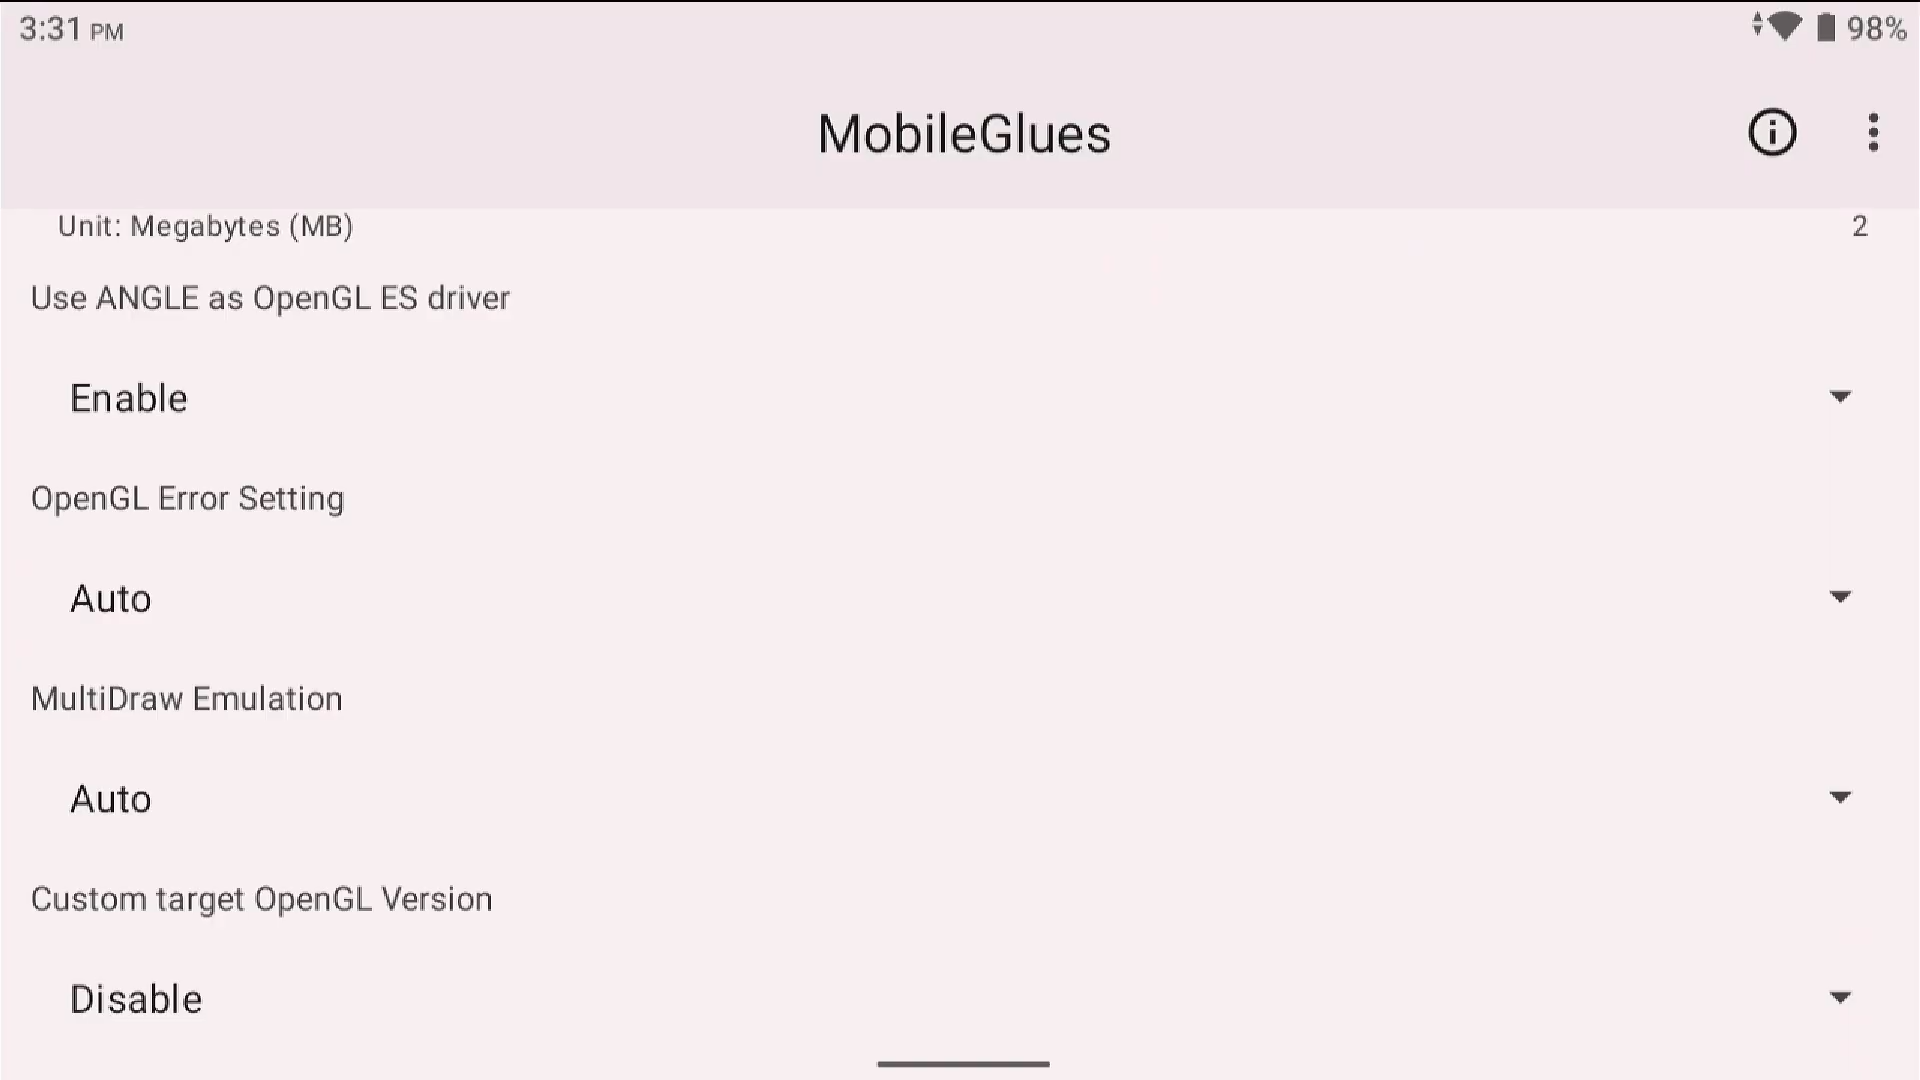 3:31 PM
98%
MobileGlues
Unit: Megabytes (MB)
2
Use ANGLE as OpenGL ES driver
Enable
OpenGL Error Setting
Auto
MultiDraw Emulation
Auto
Custom target OpenGL Version
Disable